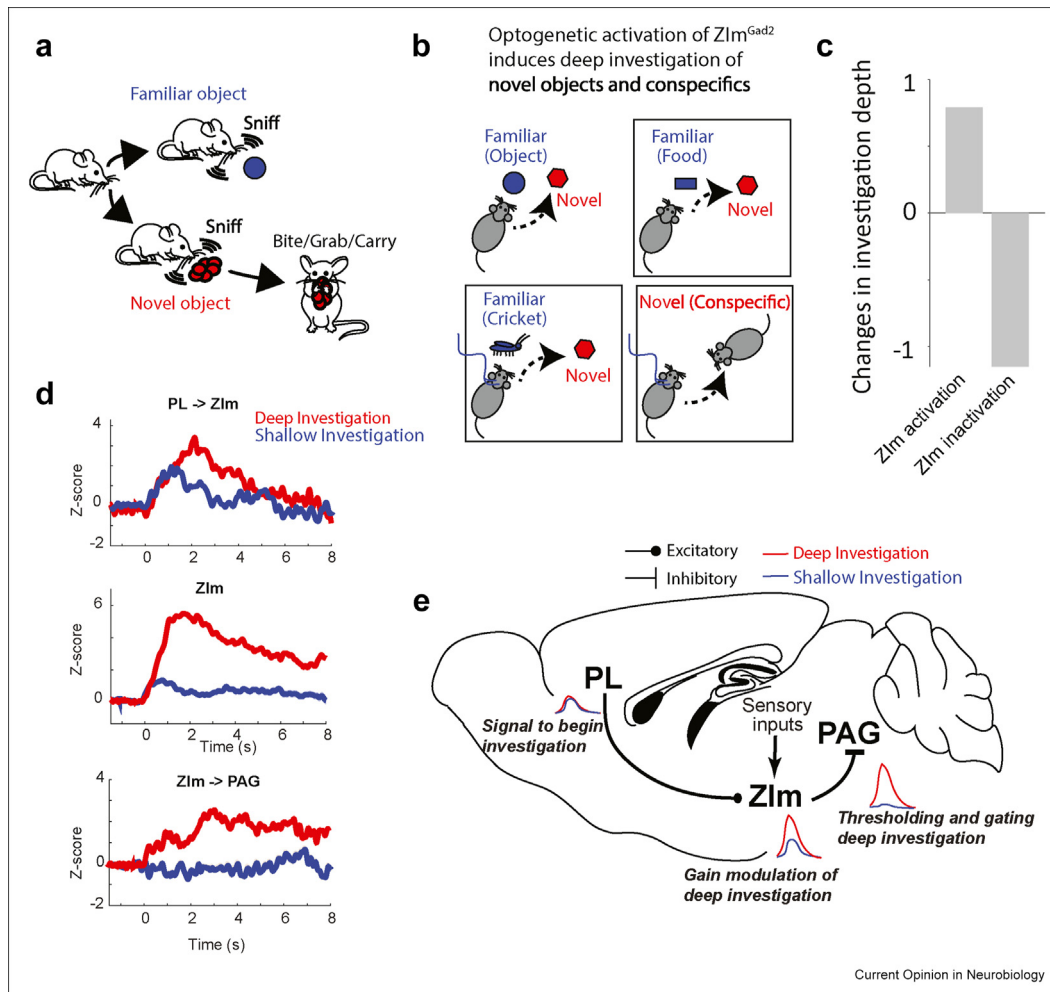 a
Familiar object
Sniff
Sniff
Bite/Grab/Carry
Novel object
b
Optogenetic activation of ZIm^Gad2
induces deep investigation of
novel objects and conspecifics
Familiar
(Object)
Novel
Familiar
(Food)
Novel
Familiar
(Cricket)
Novel
Novel (Conspecific)
c
Changes in investigation depth
1
0
-1
ZIm activation
ZIm inactivation
d
PL -> ZIm
Deep Investigation
Shallow Investigation
Z-score
4
0
-2
0 2 4 6 8
ZIm
Z-score
6
0
0 2 4 6 8
Time (s)
ZIm -> PAG
Z-score
4
0
-2
0 2 4 6 8
Time (s)
Excitatory
Inhibitory
Deep Investigation
Shallow Investigation
e
PL
Signal to begin
investigation
Sensory
inputs
PAG
ZIm
Thresholding and gating
deep investigation
Gain modulation of
deep investigation
Current Opinion in Neurobiology